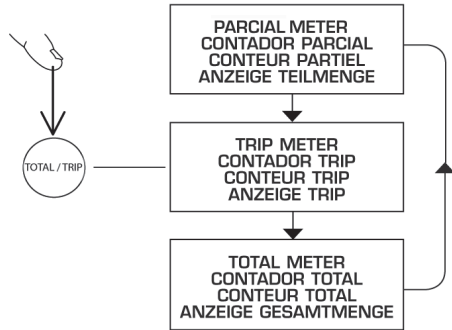 PARCIAL METER
CONTADOR PARCIAL
CONTEUR PARTIEL
ANZEIGE TEILMENGE
TOTAL / TRIP
TRIP METER
CONTADOR TRIP
CONTEUR TRIP
ANZEIGE TRIP
TOTAL METER
CONTADOR TOTAL
CONTEUR TOTAL
ANZEIGE GESAMTMENGE